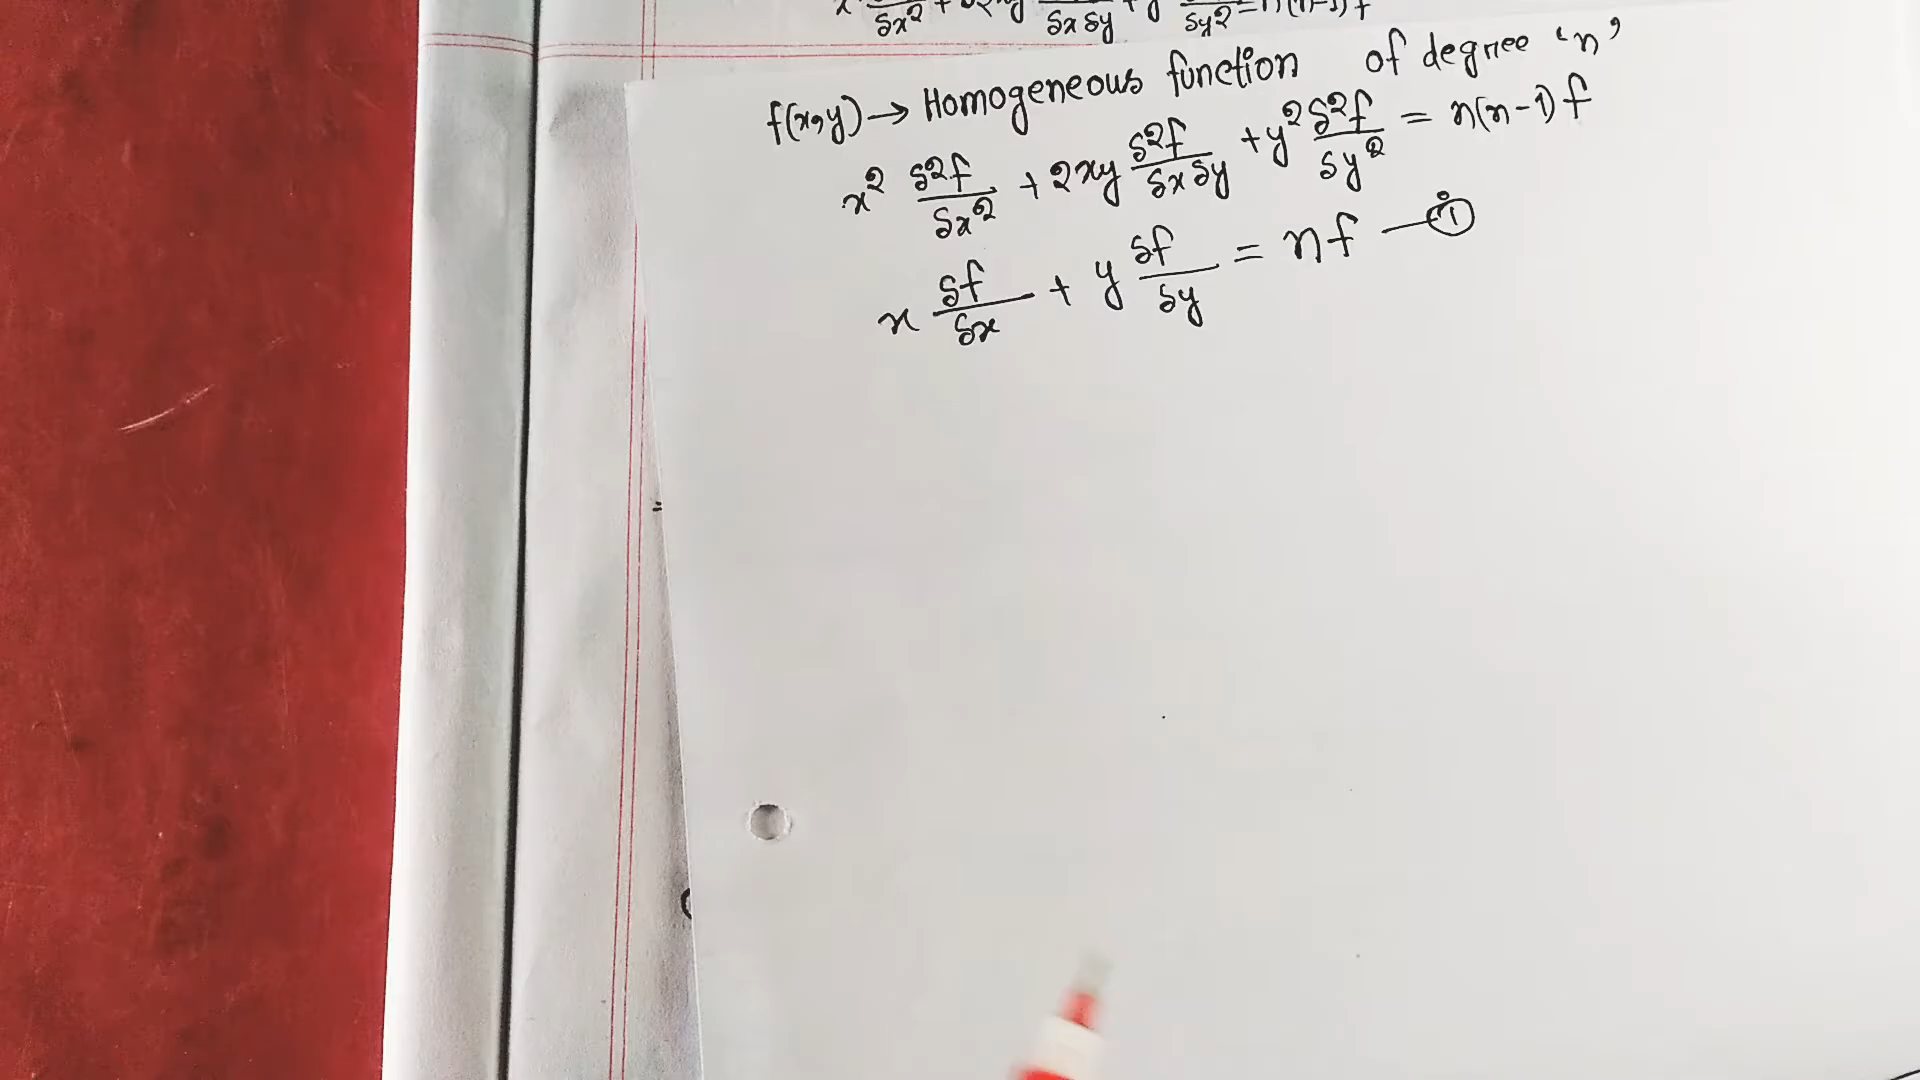 f(x,y) → Homogeneous function of degree 'n'
x² δ²f/δx² + 2xy δ²f/δxδy + y² δ²f/δy² = n(n-1)f
x δf/δx + y δf/δy = nf —①
=